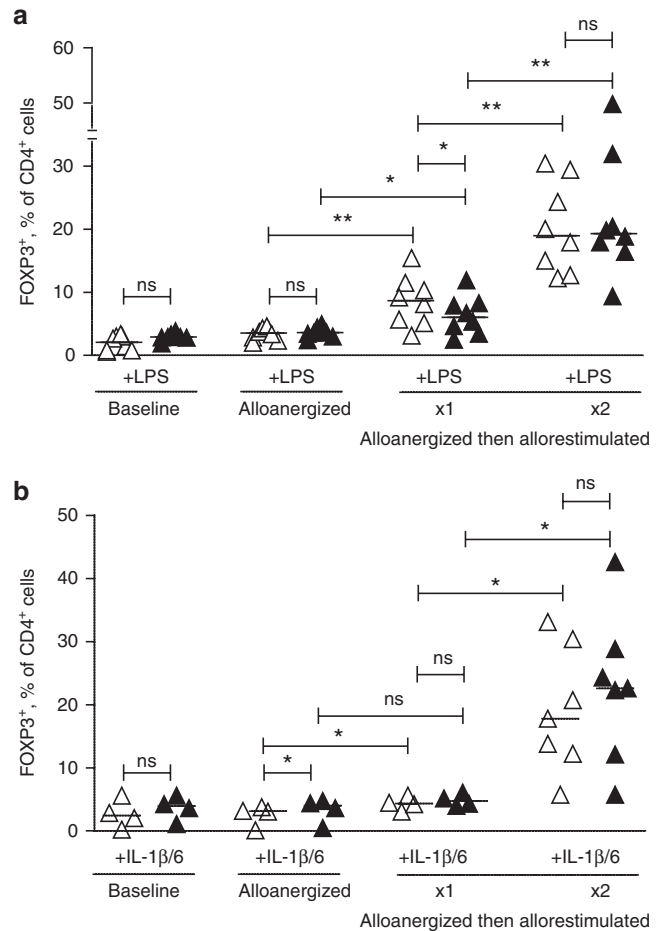 a
ns
60
**
50
**
*
*
30
**
20
ns
ns
10
0
FOXP3+, % of CD4+ cells
+LPS +LPS +LPS +LPS
Baseline Alloanergized x1 x2
Alloanergized then allorestimulated
b
ns
50
*
40
*
30
ns
ns
20
*
ns
*
10
0
FOXP3+, % of CD4+ cells
+IL-1β/6 +IL-1β/6 +IL-1β/6 +IL-1β/6
Baseline Alloanergized x1 x2
Alloanergized then allorestimulated